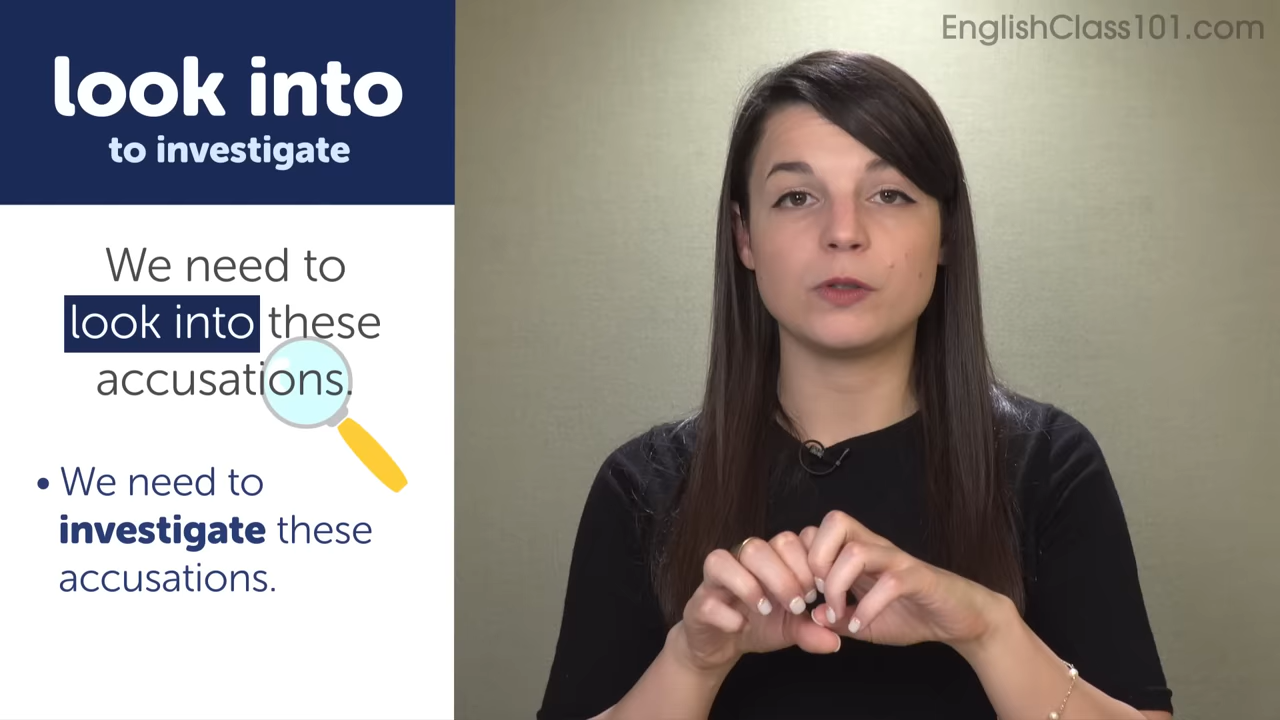 EnglishClass101.com
look into
to investigate
We need to
look into these
accusations.
• We need to
investigate these
accusations.